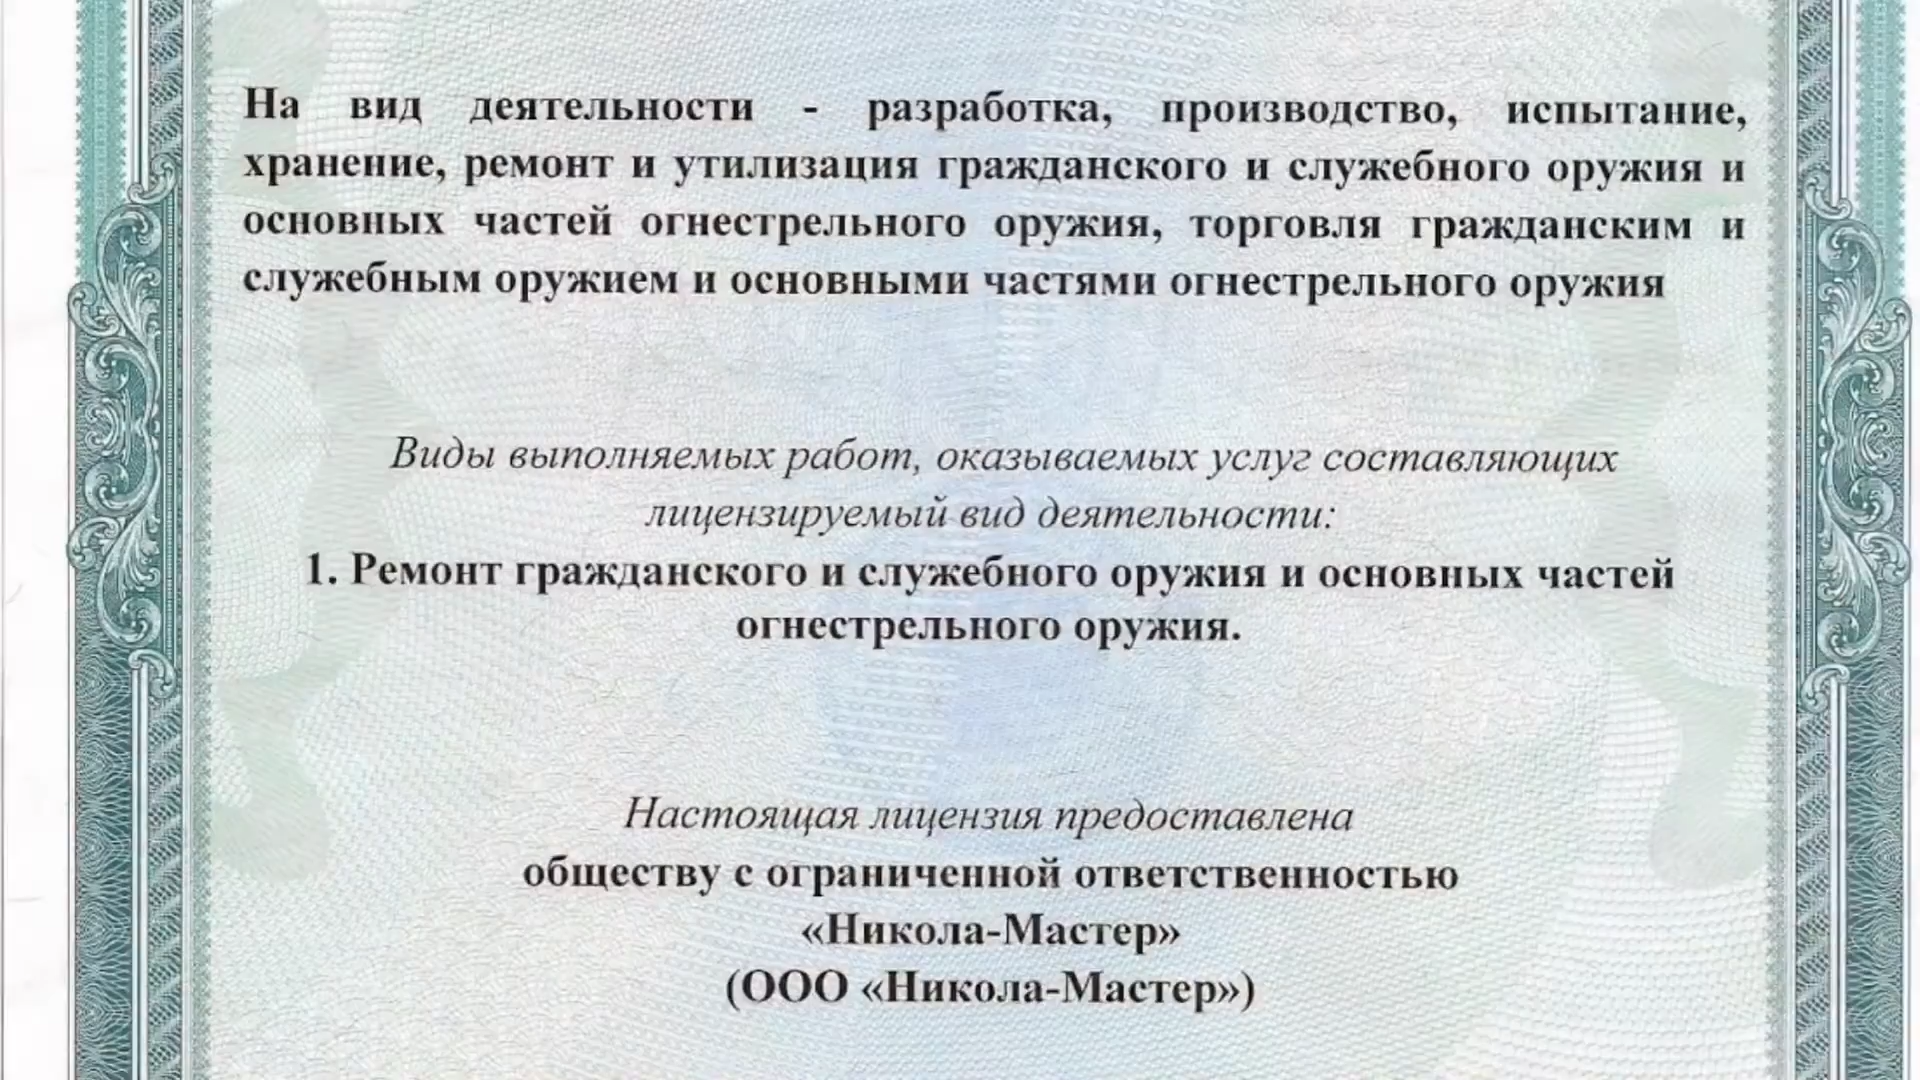 На вид деятельности - разработка, производство, испытание,
хранение, ремонт и утилизация гражданского и служебного оружия и
основных частей огнестрельного оружия, торговля гражданским и
служебным оружием и основными частями огнестрельного оружия
Виды выполняемых работ, оказываемых услуг составляющих
лицензируемый вид деятельности:
1. Ремонт гражданского и служебного оружия и основных частей
огнестрельного оружия.
Настоящая лицензия предоставлена
обществу с ограниченной ответственностью
«Никола-Мастер»
(ООО «Никола-Мастер»)